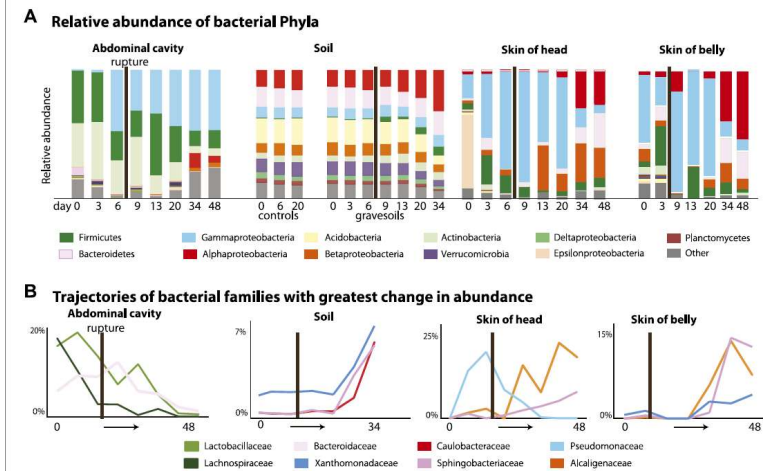 A Relative abundance of bacterial Phyla
Abdominal cavity Soil Skin of head Skin of belly
rupture
Relative abundance
day 0 3 6 9 13 20 34 48 0 6 20 0 3 6 9 13 20 34 0 3 6 9 13 20 34 48 0 3 9 13 20 34 48
controls gravesoils
Firmicutes Gammaproteobacteria Acidobacteria Actinobacteria Deltaproteobacteria Planctomycetes
Bacteroidetes Alphaproteobacteria Betaproteobacteria Verrucomicrobia Epsilonproteobacteria Other
B Trajectories of bacterial families with greatest change in abundance
Abdominal cavity Soil Skin of head Skin of belly
rupture
20% 7% 25% 15%
0% 0% 0% 0%
0 48 0 34 0 48 0 48
Lactobacillaceae Bacteroidaceae Caulobacteraceae Pseudomonaceae
Lachnospiraceae Xanthomonadaceae Sphingobacteriaceae Alcaligenaceae